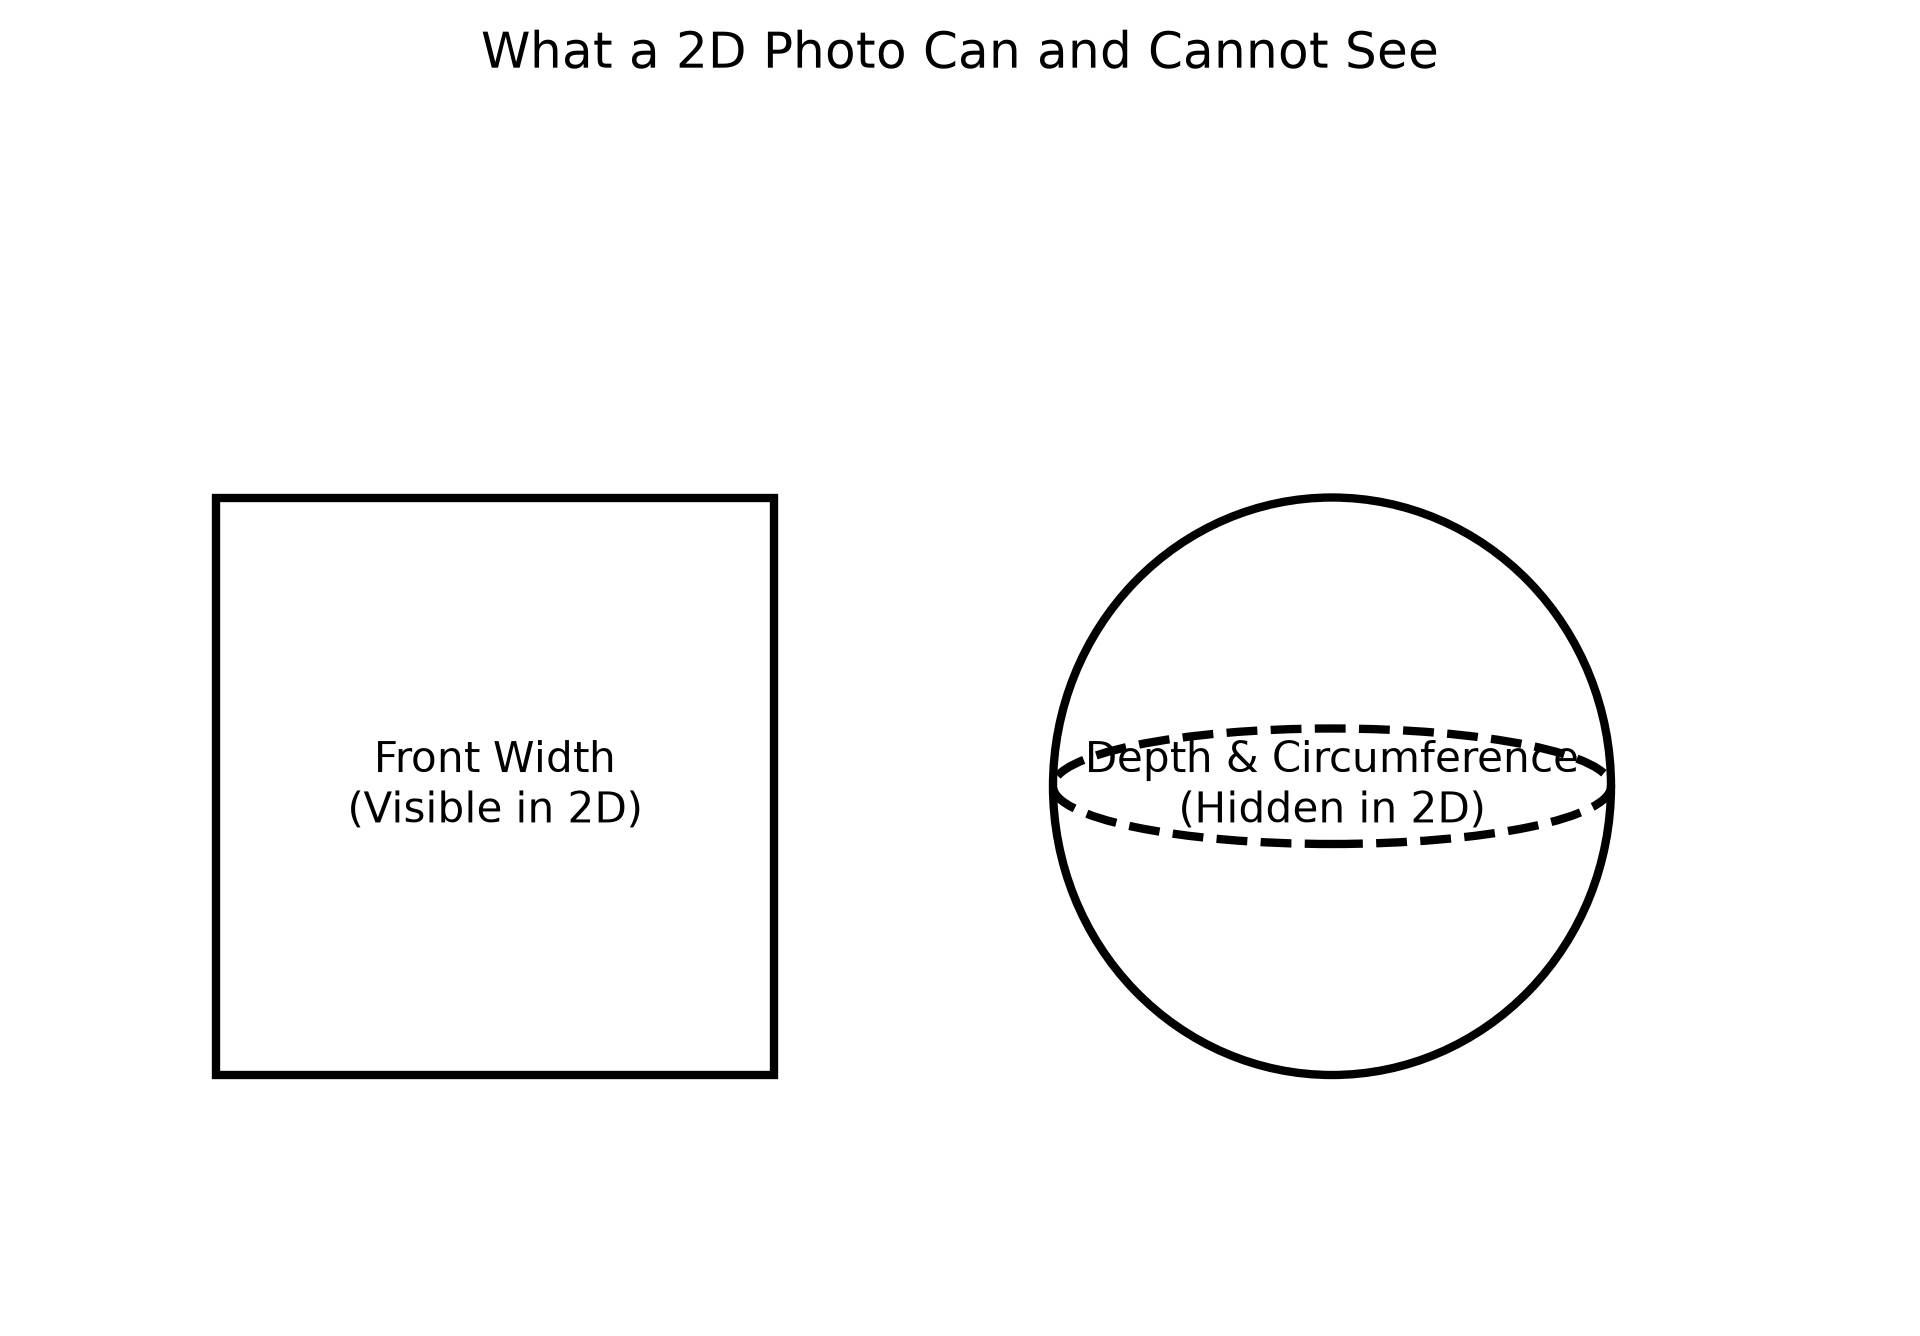 What a 2D Photo Can and Cannot See
Front Width
(Visible in 2D)
Depth & Circumference
(Hidden in 2D)